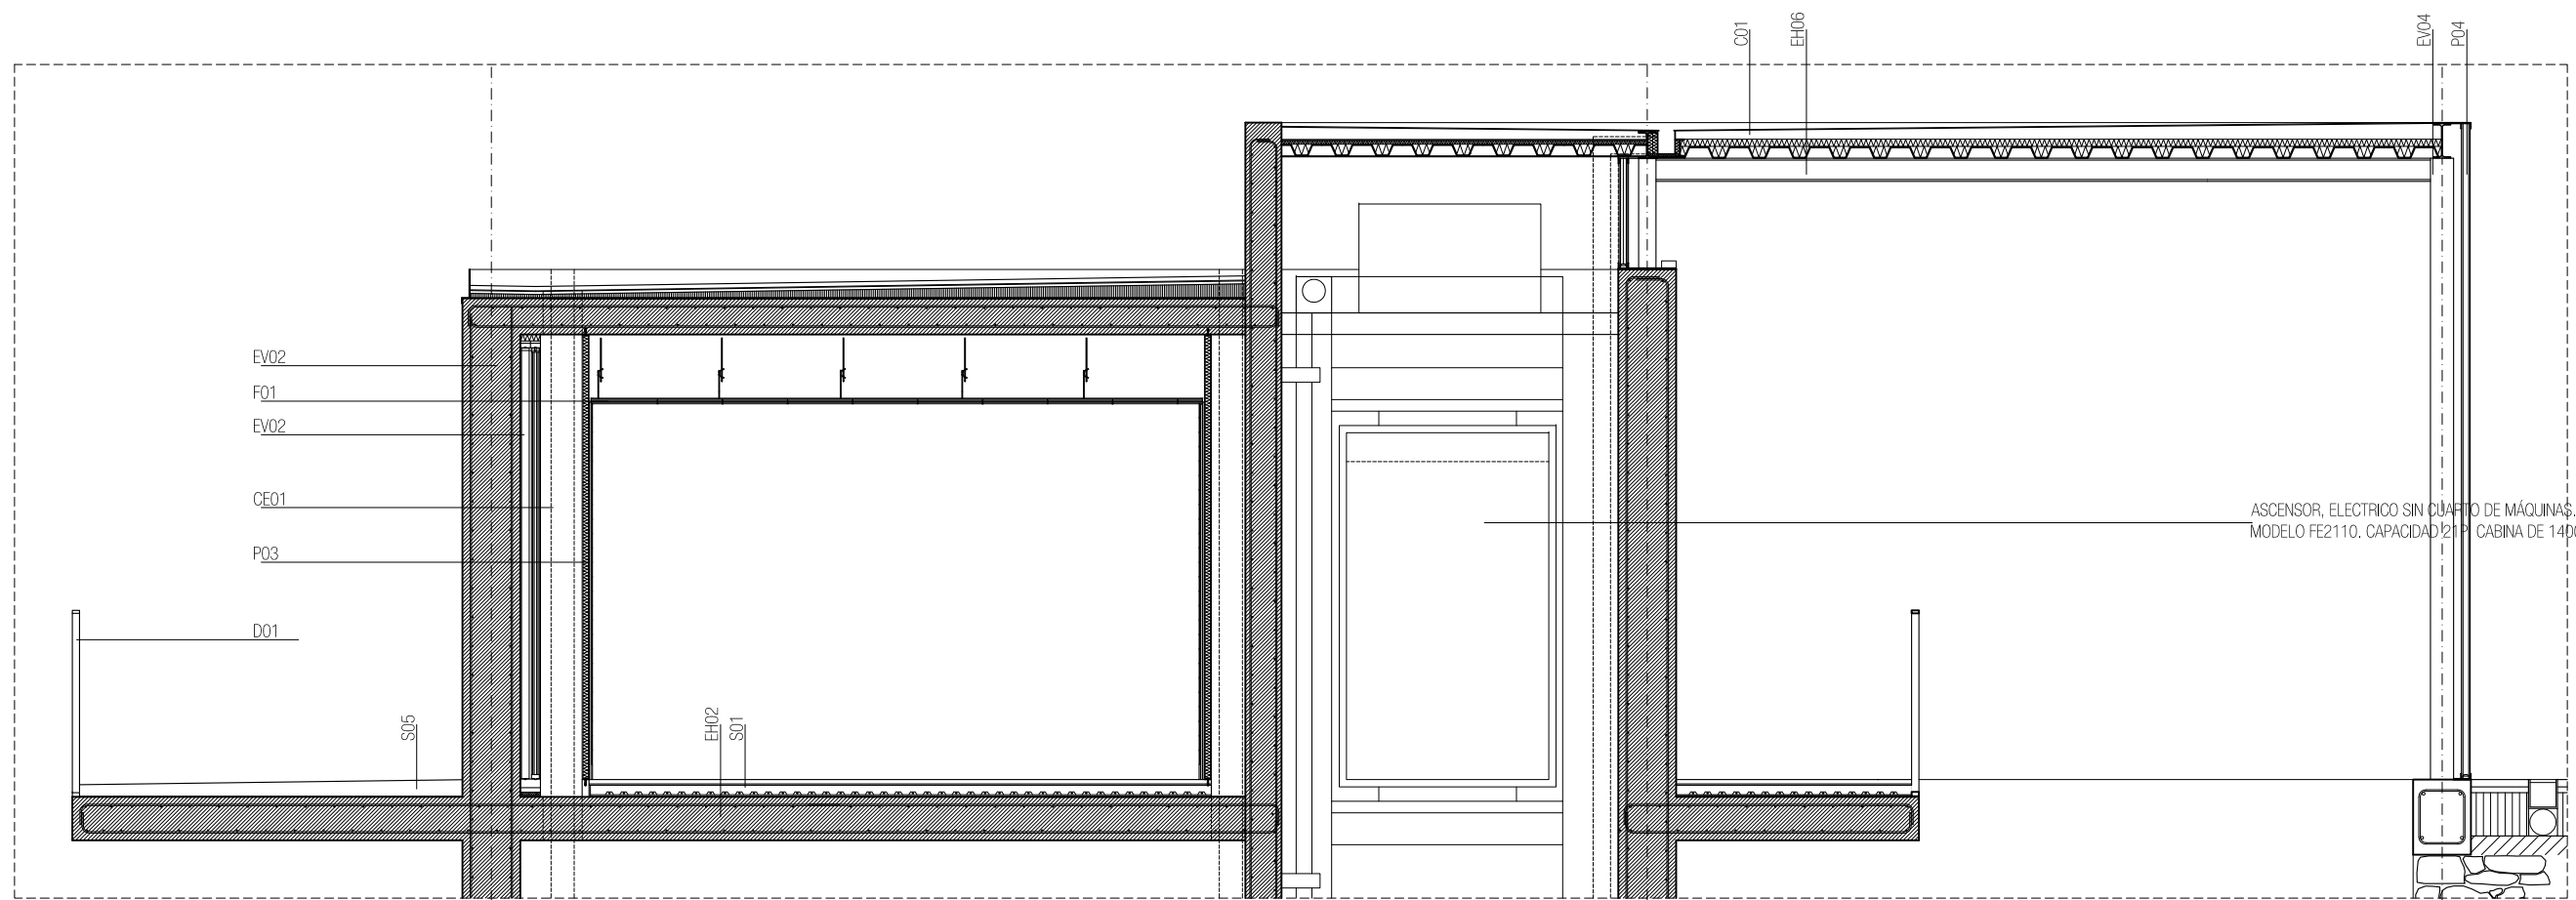 C01
EH06
EV04
P04
EV02
F01
EV02
CE01
P03
D01
S05
EH02
S01
ASCENSOR, ELECTRICO SIN CUARTO DE MÁQUINAS.
MODELO FE2110. CAPACIDAD 21P. CABINA DE 1400